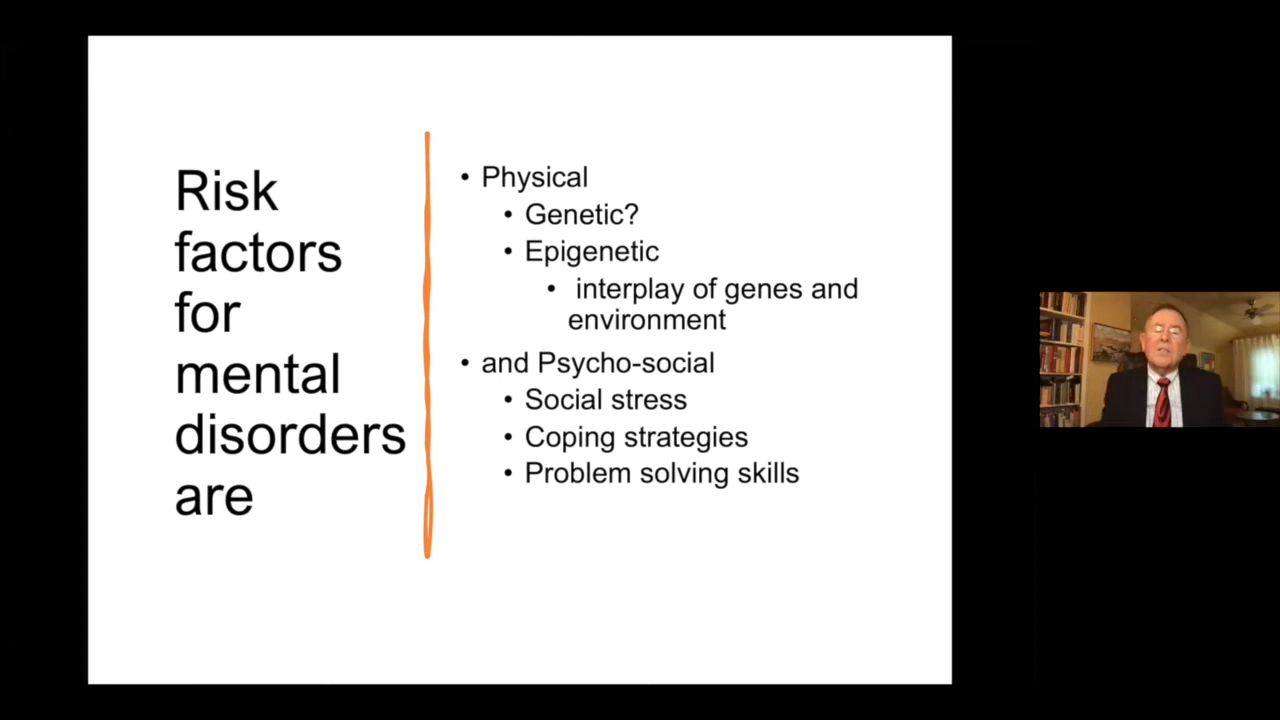 Risk
factors
for
mental
disorders
are
• Physical
• Genetic?
• Epigenetic
• interplay of genes and
environment
• and Psycho-social
• Social stress
• Coping strategies
• Problem solving skills